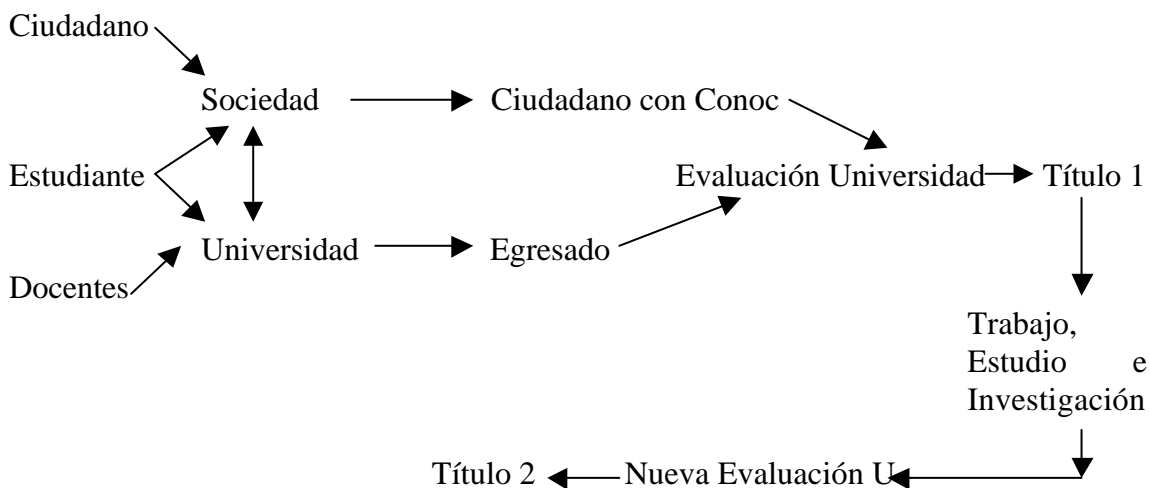 Ciudadano
Sociedad
Ciudadano con Conoc
Estudiante
Evaluación Universidad
Título 1
Universidad
Egresado
Docentes
Trabajo,
Estudio e
Investigación
Título 2
Nueva Evaluación U